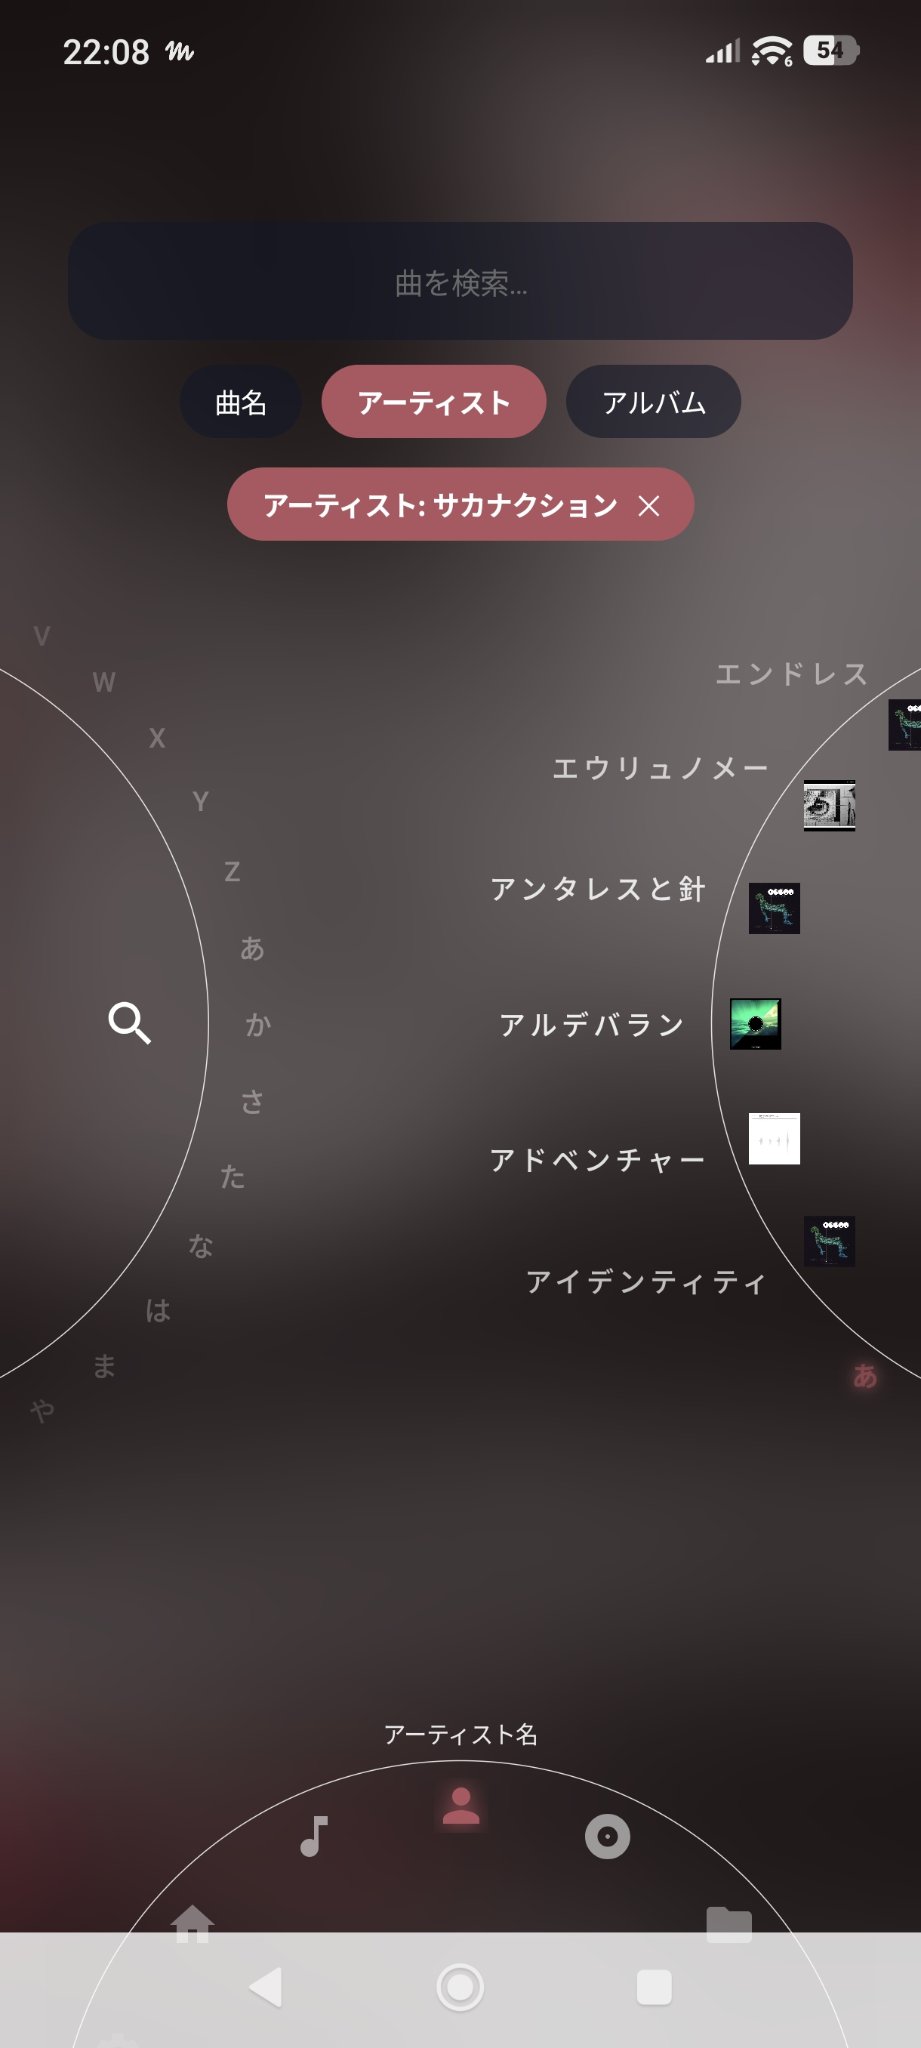 22:08
6
54
曲を検索...
曲名
アーティスト
アルバム
アーティスト: サカナクション ×
V
W
X
Y
Z
あ
か
さ
た
な
は
ま
や
エンドレス
エウリュノメー
アンタレスと針
アルデバラン
アドベンチャー
アイデンティティ
あ
アーティスト名